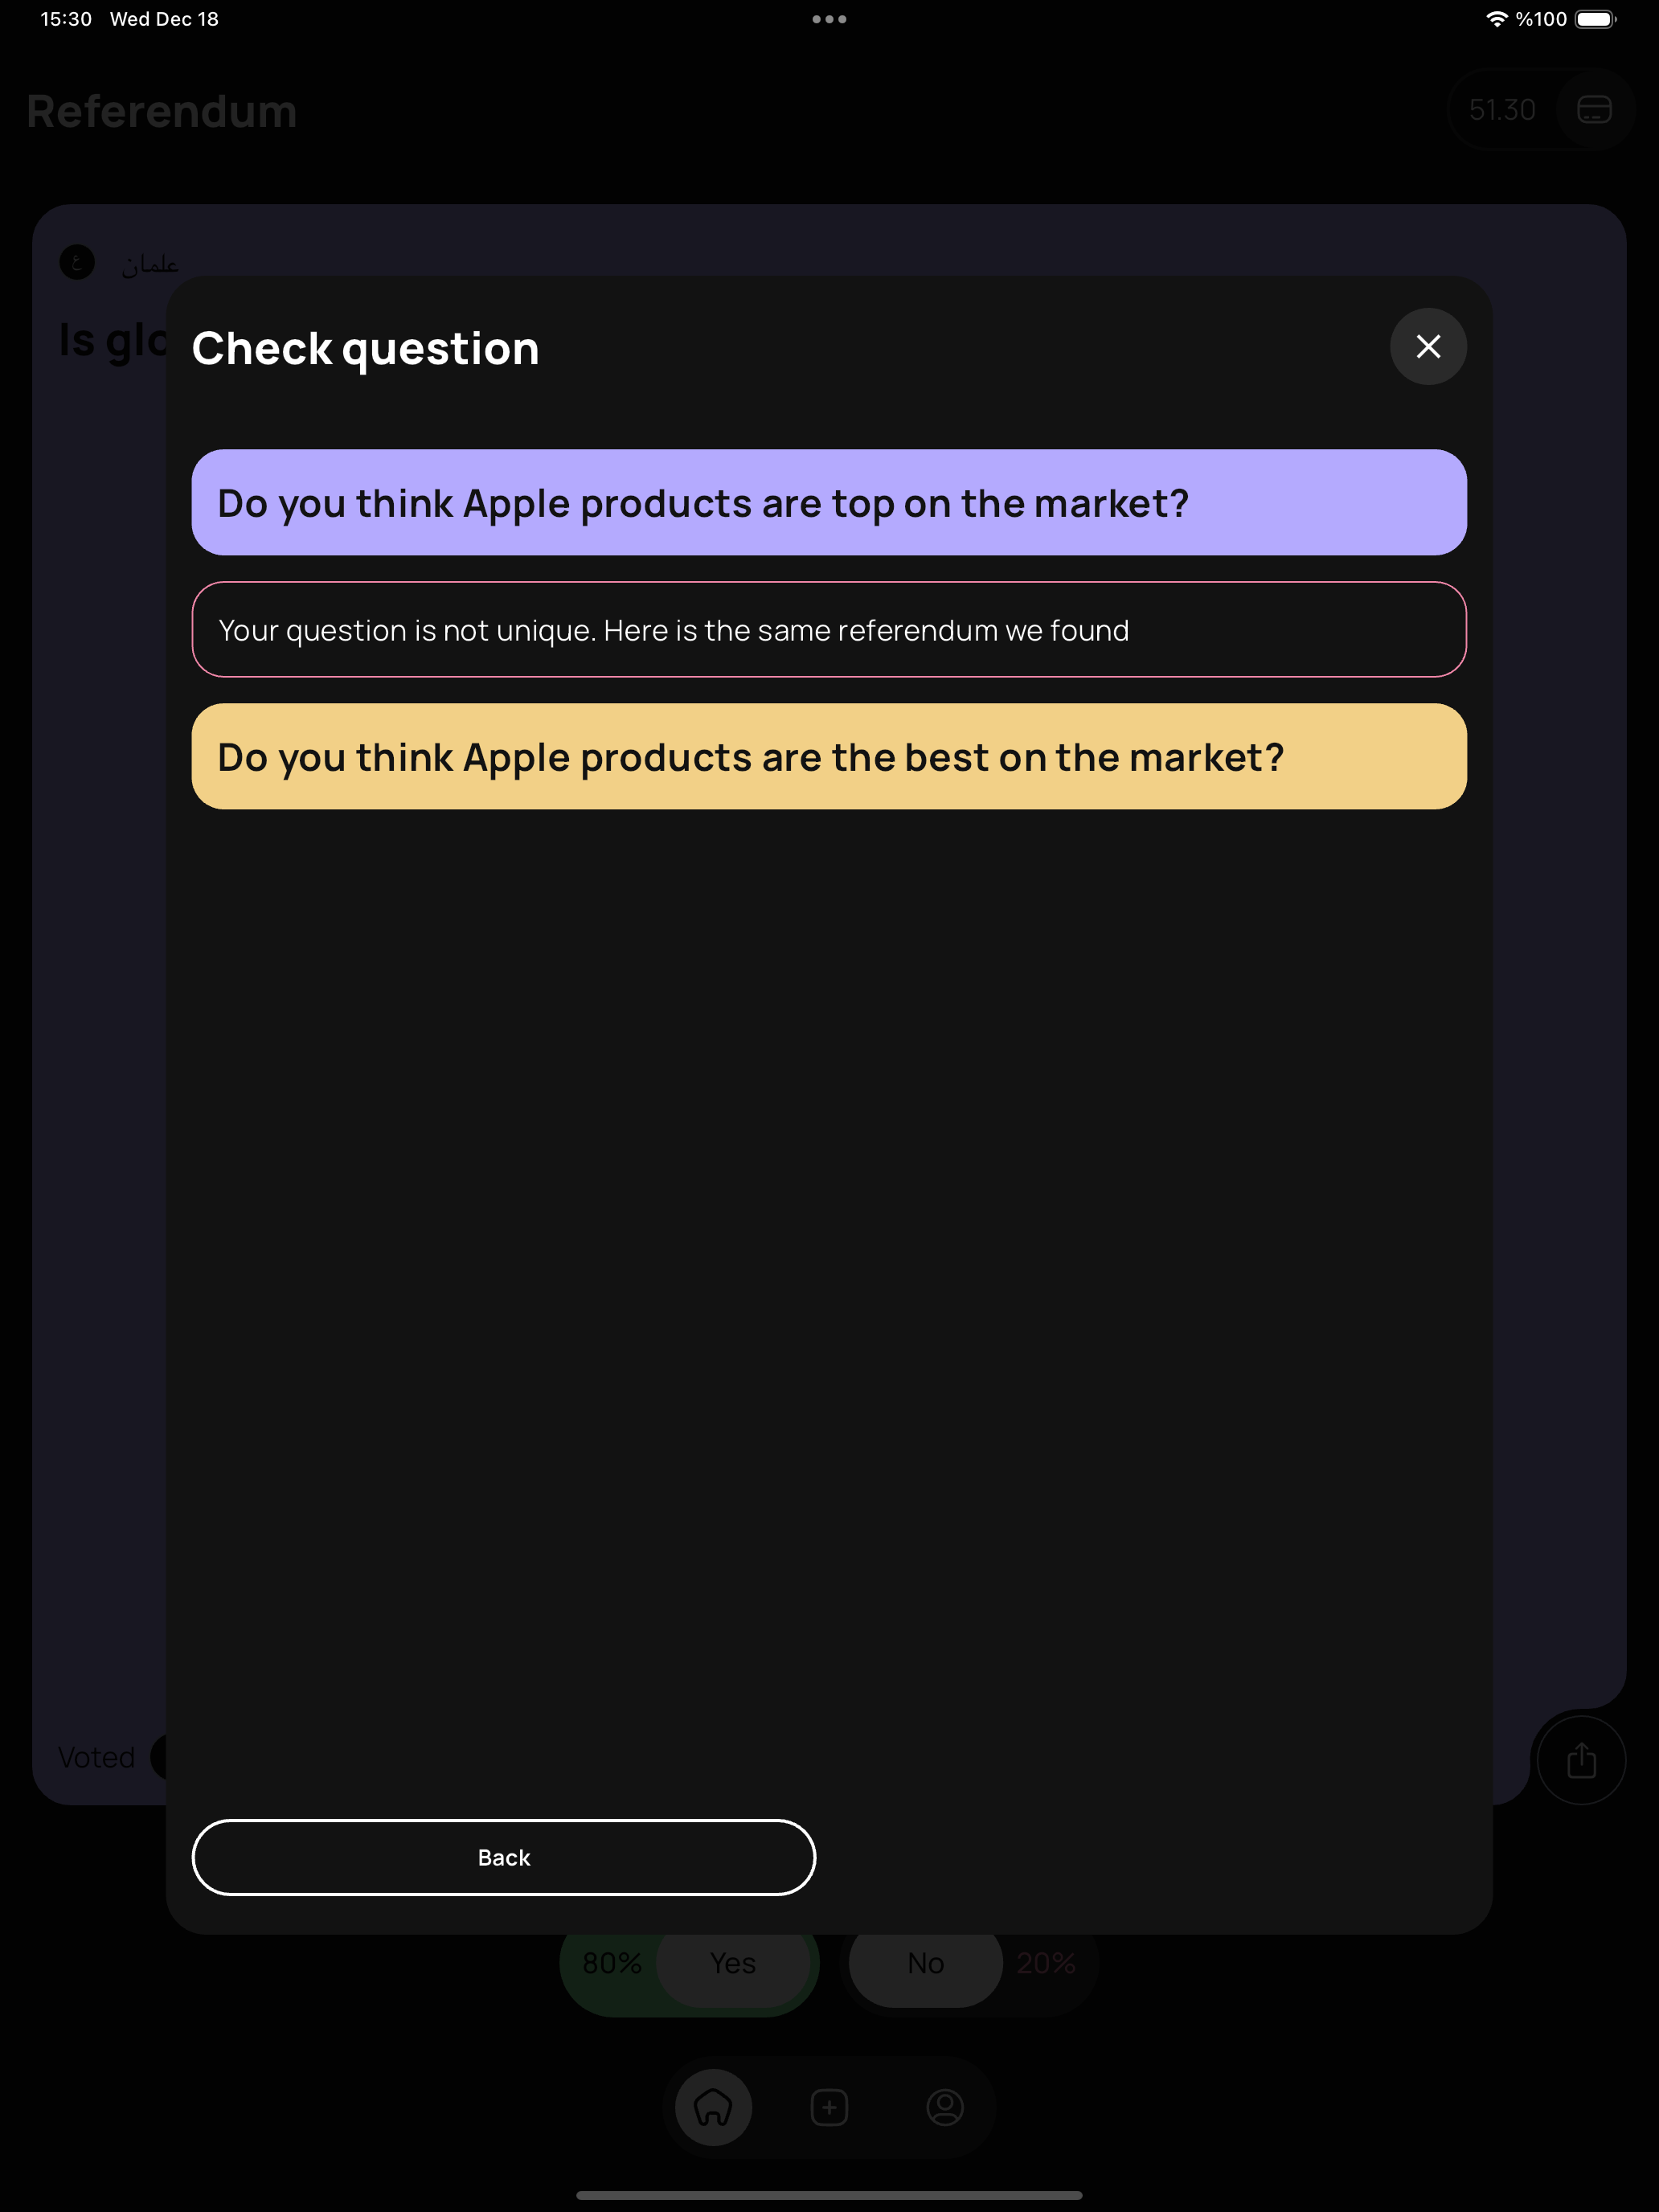 15:30 Wed Dec 18
%100
Referendum
51.30
ع علمان
Is glo
Check question
Do you think Apple products are top on the market?
Your question is not unique. Here is the same referendum we found
Do you think Apple products are the best on the market?
Voted
Back
80% Yes No 20%